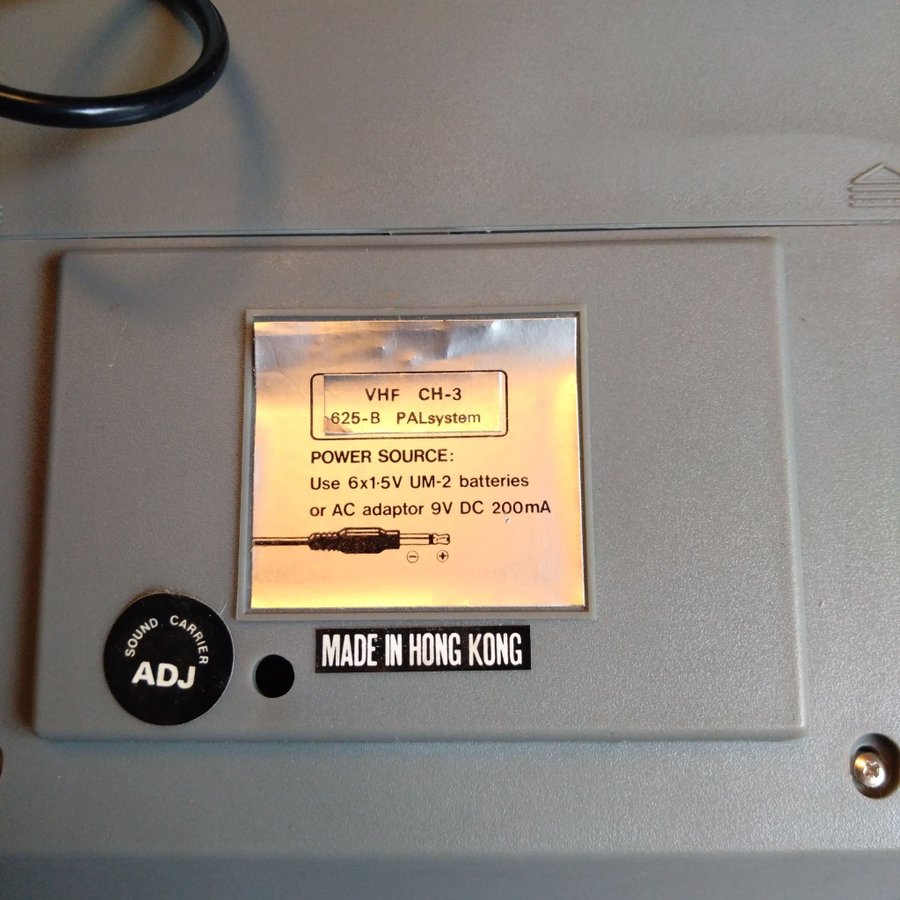 VHF CH-3
625-B PALsystem
POWER SOURCE:
Use 6x1·5V UM-2 batteries
or AC adaptor 9V DC 200mA
⊖ ⊕
SOUND CARRIER
ADJ
MADE IN HONG KONG